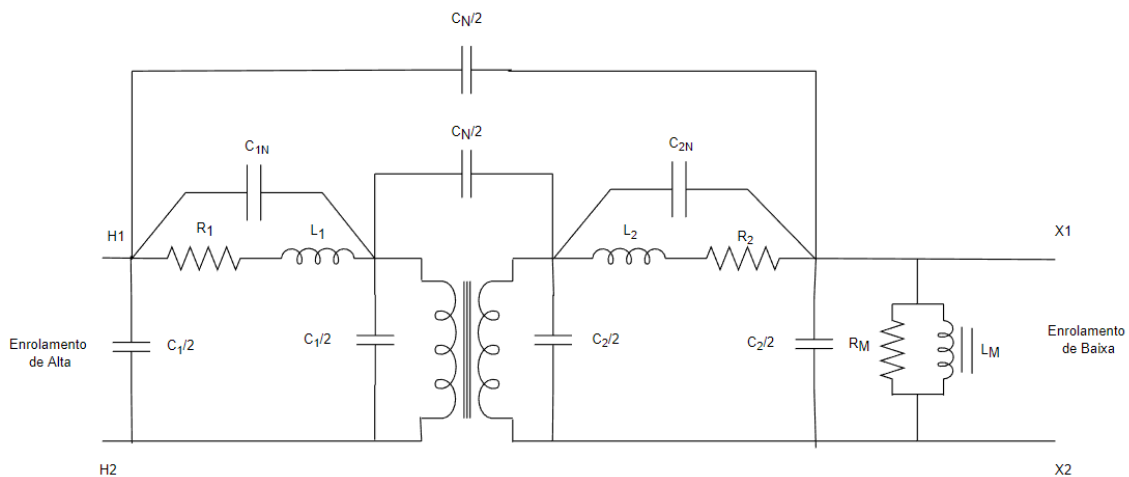 CN/2
CN/2
C1N
C2N
H1
R1
L1
L2
R2
X1
Enrolamento
de Alta
C1/2
C1/2
C2/2
C2/2
RM
LM
Enrolamento
de Baixa
H2
X2